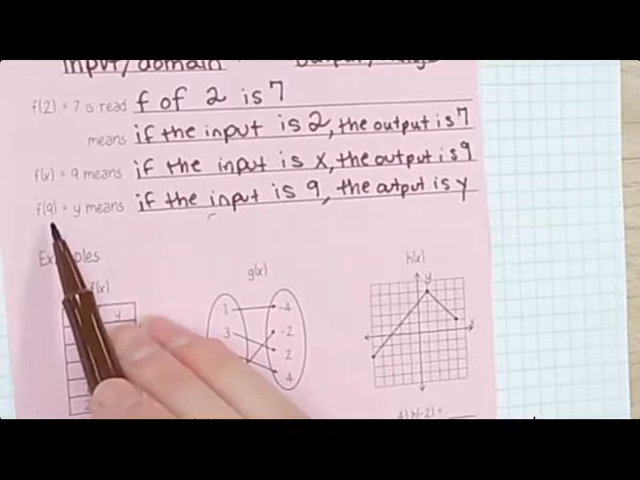 Input/domain
f(2) = 7 is read f of 2 is 7
means if the input is 2, the output is 7
f(x) = 9 means if the input is x, the output is 9
f(9) = y means if the input is 9, the output is y
f(x) g(x) h(x)
y
y
x
1 -4
3 -2
2
4
4) h(-2) =